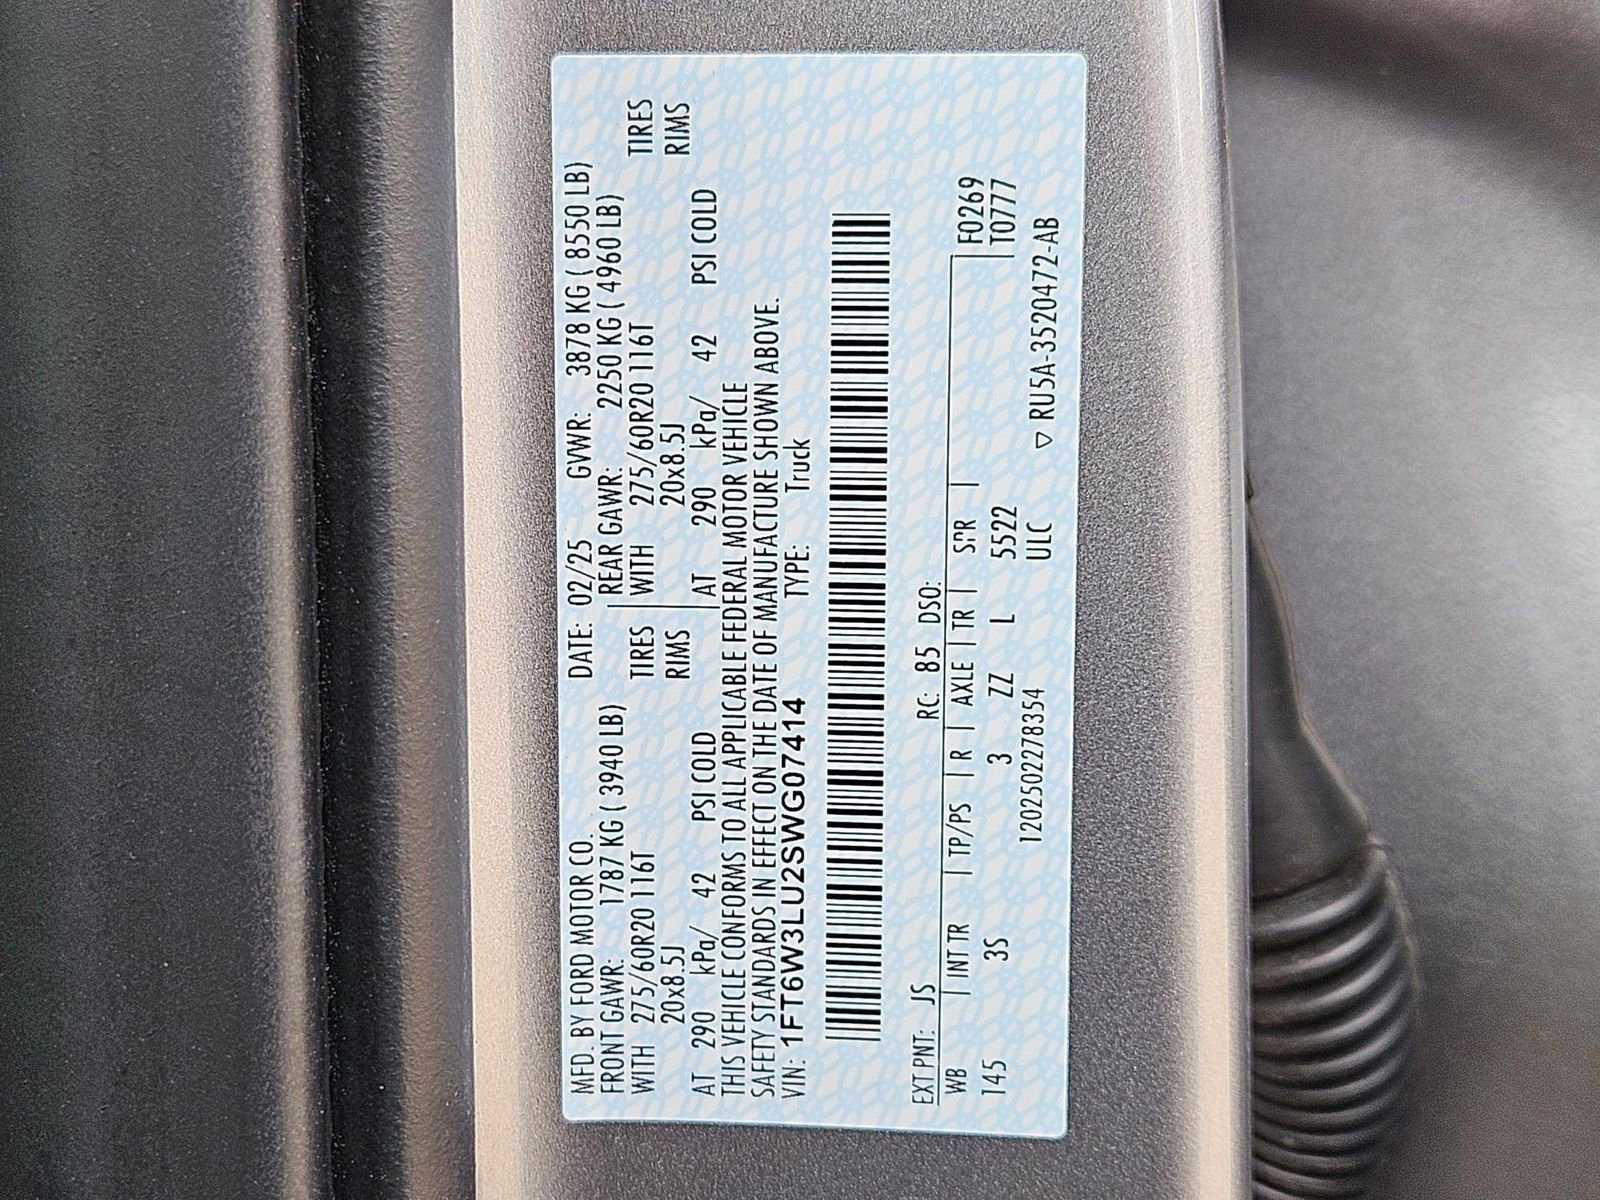 MFD. BY FORD MOTOR CO. DATE: 02/25 GVWR: 3878 KG ( 8550 LB)
FRONT GAWR: 1787 KG ( 3940 LB) REAR GAWR: 2250 KG ( 4960 LB)
WITH 275/60R20 116T TIRES WITH 275/60R20 116T TIRES
20x8.5J RIMS 20x8.5J RIMS
AT 290 kPa/ 42 PSI COLD AT 290 kPa/ 42 PSI COLD
THIS VEHICLE CONFORMS TO ALL APPLICABLE FEDERAL MOTOR VEHICLE
SAFETY STANDARDS IN EFFECT ON THE DATE OF MANUFACTURE SHOWN ABOVE.
VIN: 1FT6W3LU2SWG07414 TYPE: Truck
EXT PNT: JS RC: 85 DSO:
WB | INT TR | TP/PS | R | AXLE | TR | SPR | F0269
145 3S 3 ZZ L 5522 T0777
12025022783​54 ULC ▽ RU5A-3520472-AB